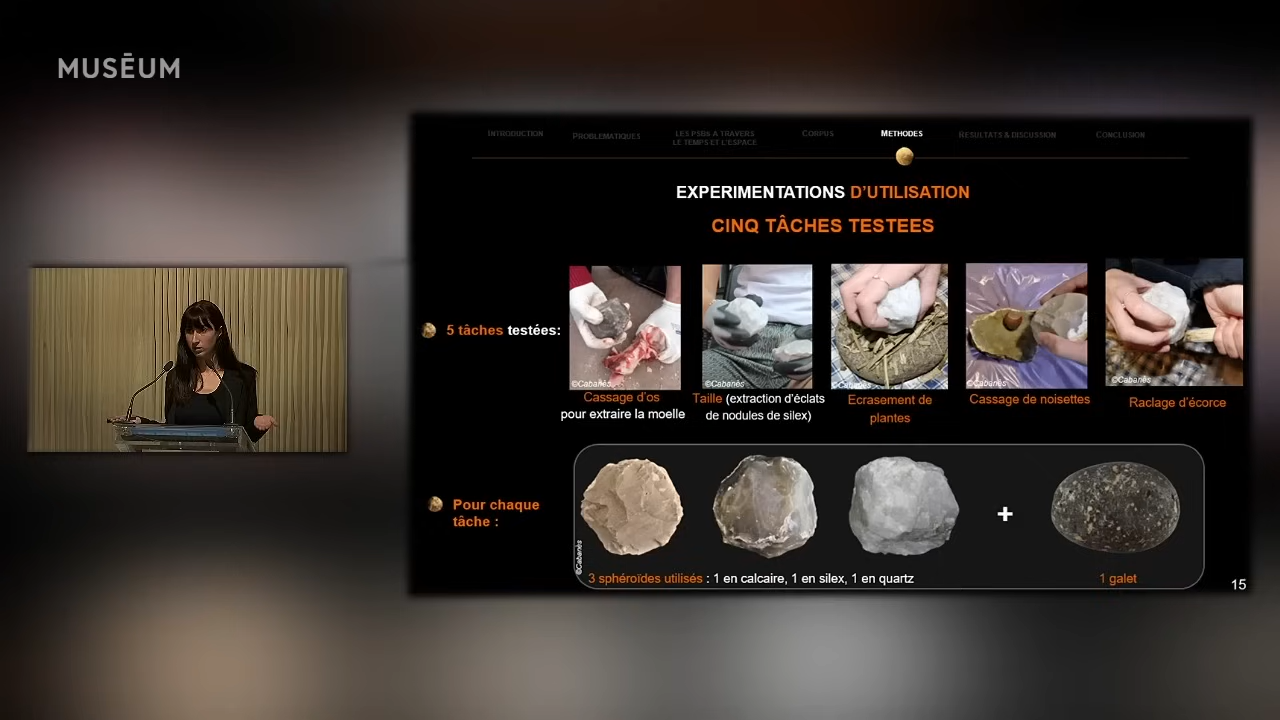 MUSĒUM
INTRODUCTION
PROBLEMATIQUES
LES PSBS A TRAVERS
LE TEMPS ET L'ESPACE
CORPUS
METHODES
RESULTATS & DISCUSSION
CONCLUSION
EXPERIMENTATIONS D'UTILISATION
CINQ TÂCHES TESTEES
5 tâches testées:
©Cabanès
©Cabanès
©Cabanès
©Cabanès
©Cabanès
Cassage d'os
pour extraire la moelle
Taille (extraction d'éclats
de nodules de silex)
Ecrasement de
plantes
Cassage de noisettes
Raclage d'écorce
Pour chaque
tâche :
©Cabanès
3 sphéroïdes utilisés : 1 en calcaire, 1 en silex, 1 en quartz
+
1 galet
15